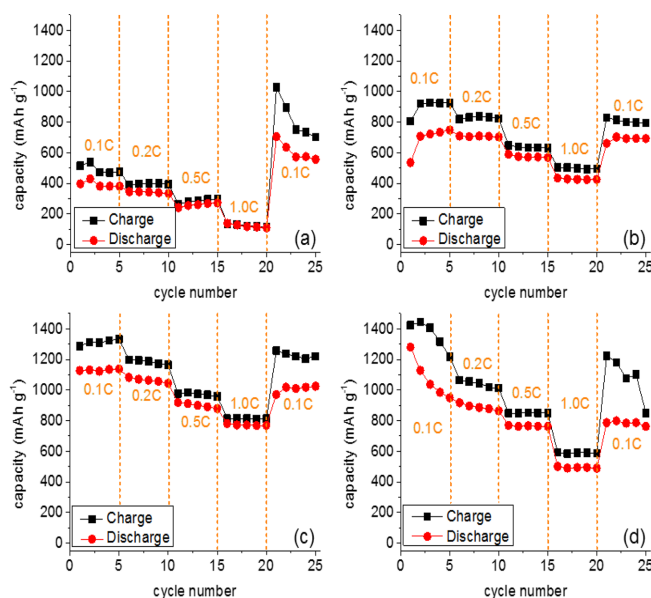 1400
1200
1000
800
600
400
200
0
capacity (mAh g⁻¹)
0.1C
0.2C
0.5C
1.0C
0.1C
Charge
Discharge
(a)
0 5 10 15 20 25
cycle number
1400
1200
1000
800
600
400
200
0
capacity (mAh g⁻¹)
0.1C
0.2C
0.5C
1.0C
0.1C
Charge
Discharge
(b)
0 5 10 15 20 25
cycle number
1400
1200
1000
800
600
400
200
0
capacity (mAh g⁻¹)
0.1C
0.2C
0.5C
1.0C
0.1C
Charge
Discharge
(c)
0 5 10 15 20 25
cycle number
1400
1200
1000
800
600
400
200
0
capacity (mAh g⁻¹)
0.1C
0.2C
0.5C
1.0C
0.1C
Charge
Discharge
(d)
0 5 10 15 20 25
cycle number